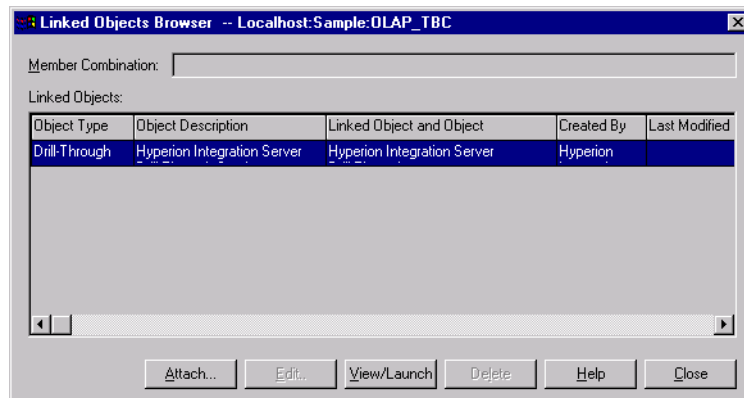 Linked Objects Browser -- Localhost:Sample:OLAP_TBC
Member Combination:
Linked Objects:
Object Type Object Description Linked Object and Object Created By Last Modified
Drill-Through Hyperion Integration Server Hyperion Integration Server Hyperion
Attach... Edit.. View/Launch Delete Help Close